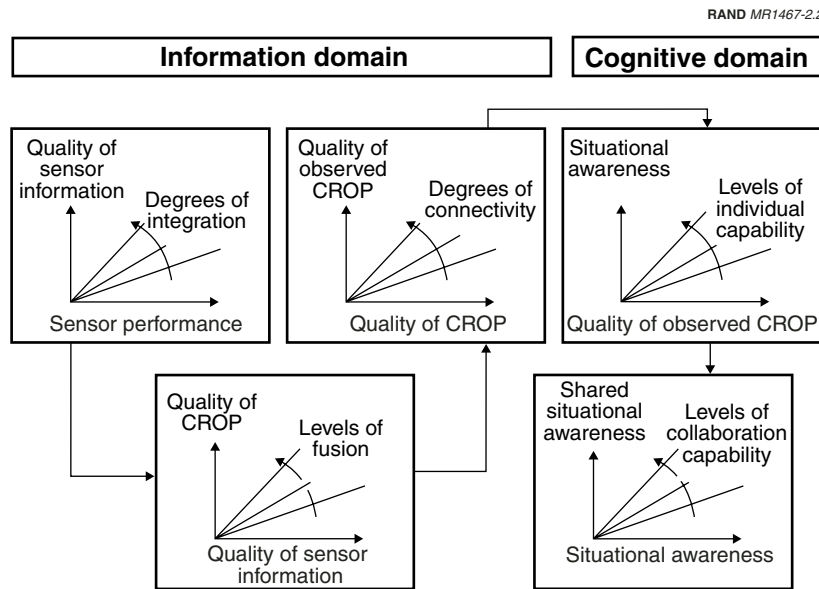 RAND MR1467-2.2
Information domain
Cognitive domain
Quality of
sensor
information
Degrees of
integration
Sensor performance
Quality of
observed
CROP
Degrees of
connectivity
Quality of CROP
Situational
awareness
Levels of
individual
capability
Quality of observed CROP
Quality of
CROP
Levels of
fusion
Quality of sensor
information
Shared
situational
awareness
Levels of
collaboration
capability
Situational awareness